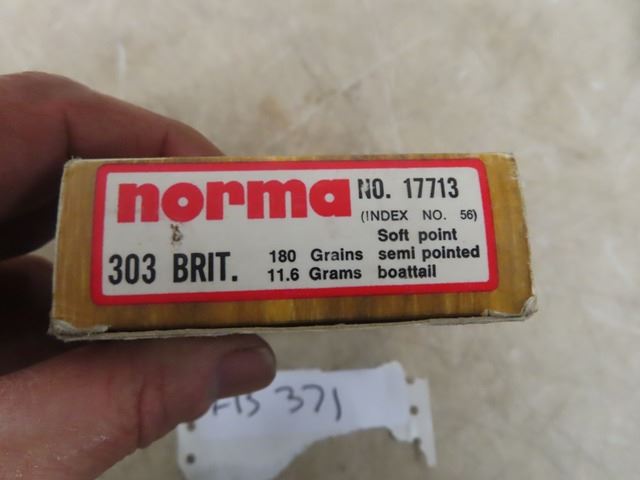 norma NO. 17713
(INDEX NO. 56)
303 BRIT. 180 Grains 11.6 Grams
Soft point
semi pointed
boattail
371